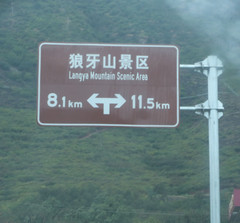 狼牙山景区
Langya Mountain Scenic Area
8.1km 11.5km